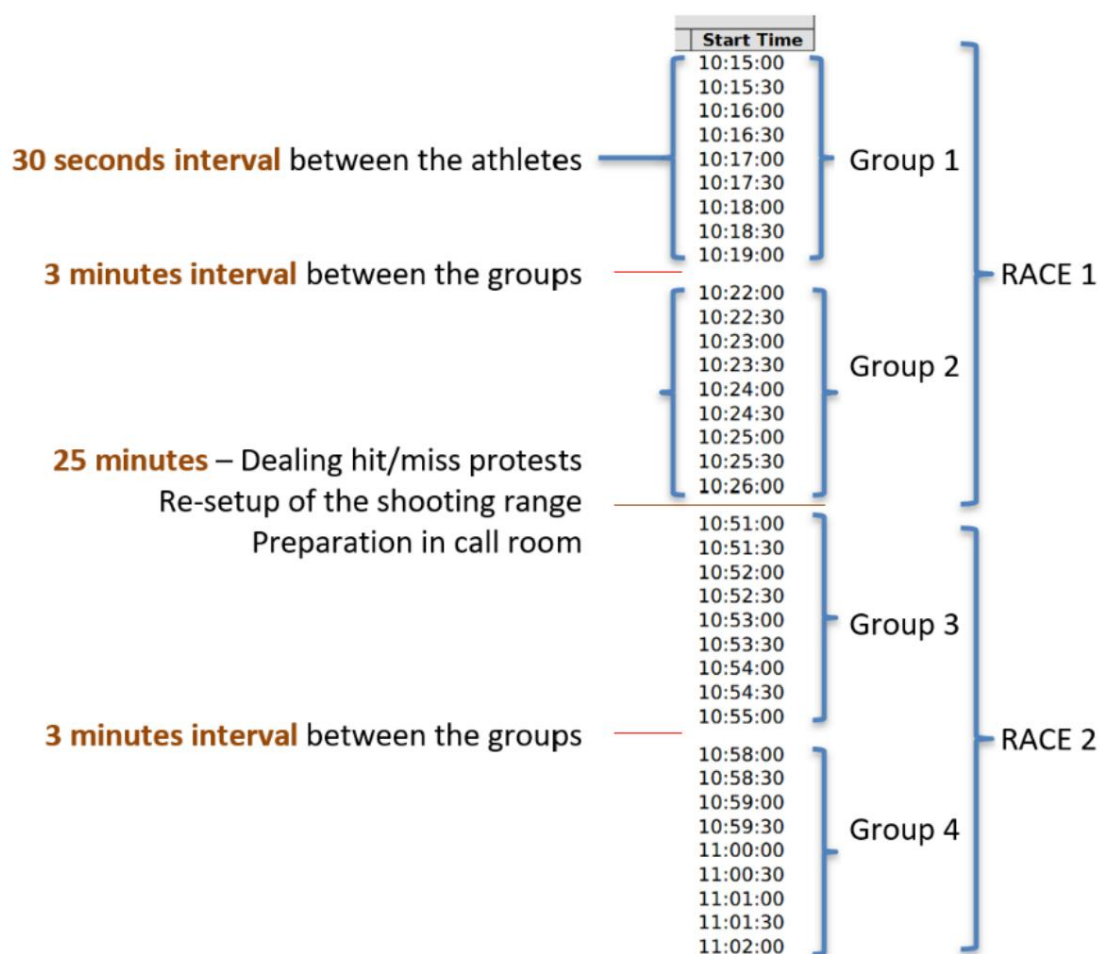 Start Time
10:15:00
10:15:30
10:16:00
10:16:30
30 seconds interval between the athletes
10:17:00
Group 1
10:17:30
10:18:00
10:18:30
10:19:00
3 minutes interval between the groups
RACE 1
10:22:00
10:22:30
10:23:00
10:23:30
Group 2
10:24:00
10:24:30
10:25:00
25 minutes – Dealing hit/miss protests
10:25:30
10:26:00
Re-setup of the shooting range
10:51:00
Preparation in call room
10:51:30
10:52:00
10:52:30
10:53:00
Group 3
10:53:30
10:54:00
10:54:30
10:55:00
3 minutes interval between the groups
RACE 2
10:58:00
10:58:30
10:59:00
10:59:30
Group 4
11:00:00
11:00:30
11:01:00
11:01:30
11:02:00